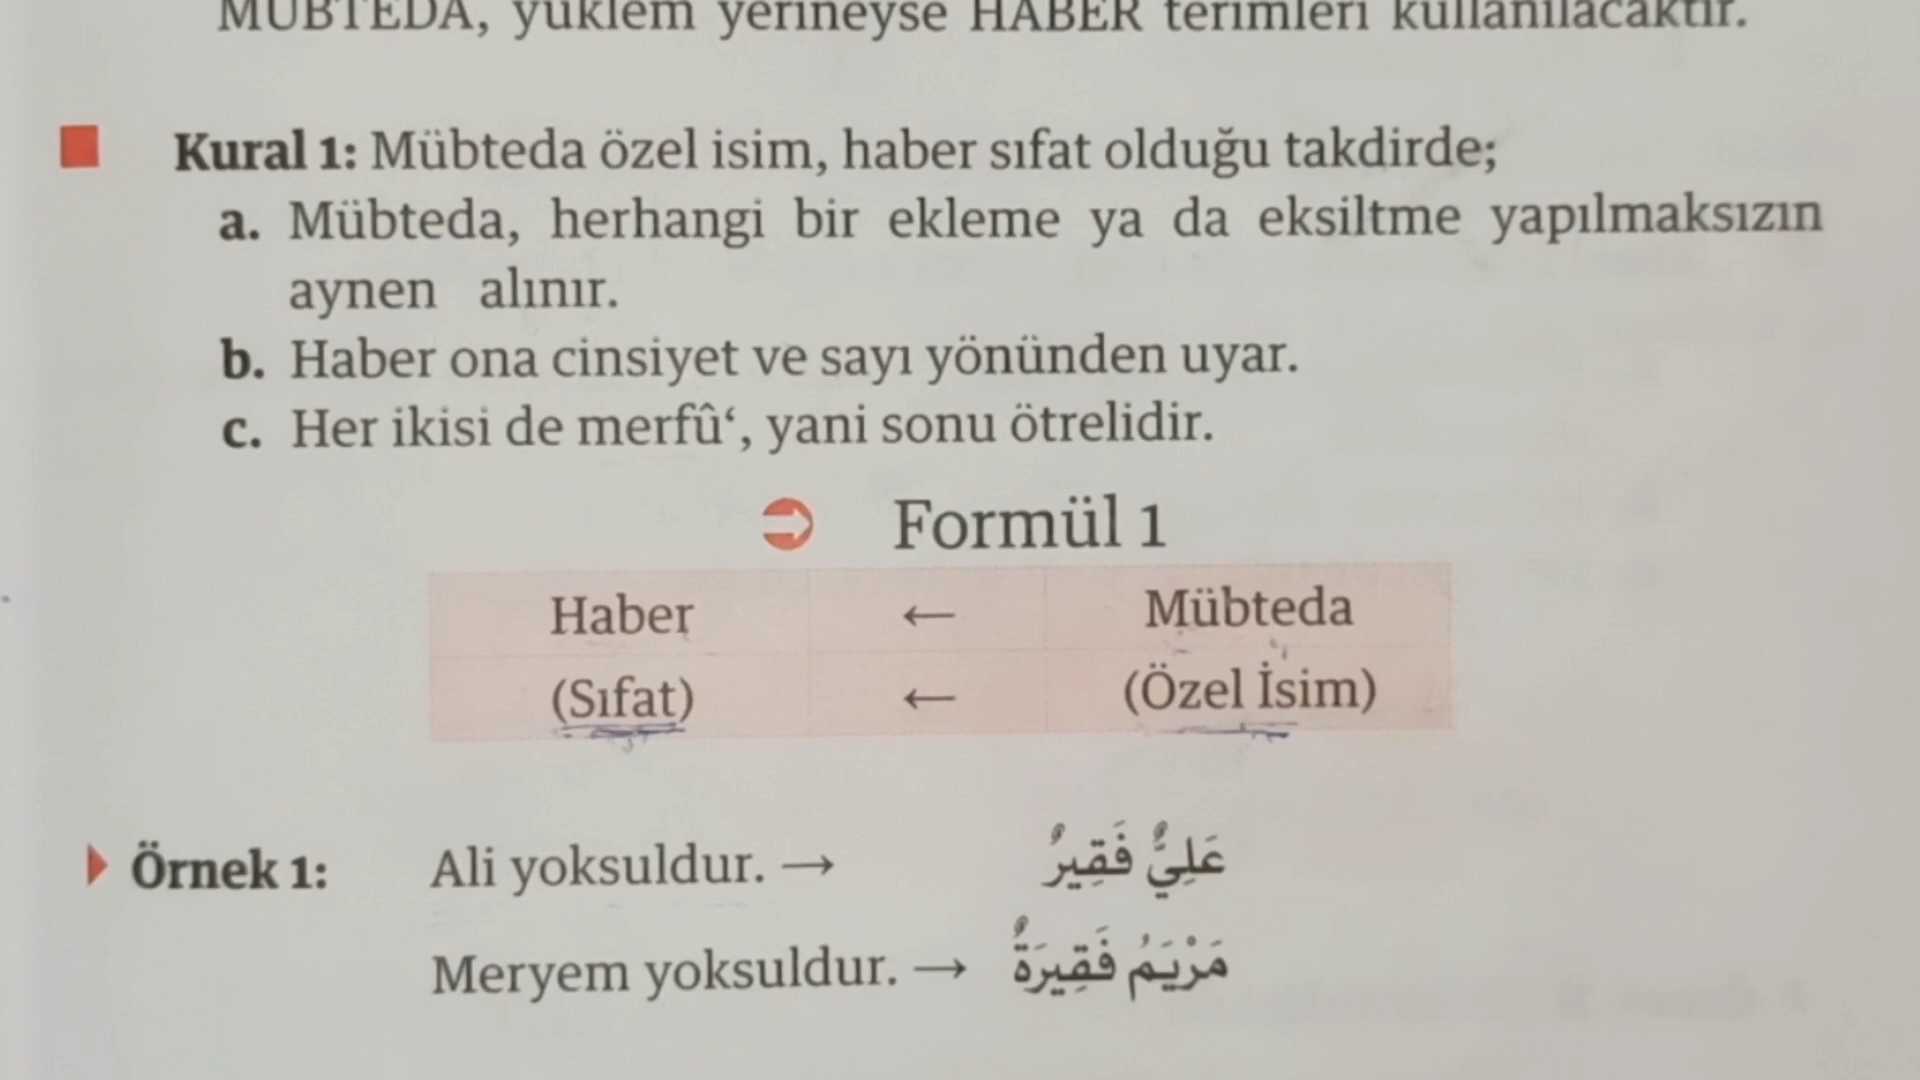 MÜBTEDA, yüklem yerineyse HABER terimleri kullanılacaktır.
Kural 1: Mübteda özel isim, haber sıfat olduğu takdirde;
a. Mübteda, herhangi bir ekleme ya da eksiltme yapılmaksızın
aynen alınır.
b. Haber ona cinsiyet ve sayı yönünden uyar.
c. Her ikisi de merfû‘, yani sonu ötrelidir.
Formül 1
Haber ← Mübteda
(Sıfat) ← (Özel İsim)
Örnek 1: Ali yoksuldur. → عَلِيٌّ فَقِيرٌ
Meryem yoksuldur. → مَرْيَمُ فَقِيرَةٌ